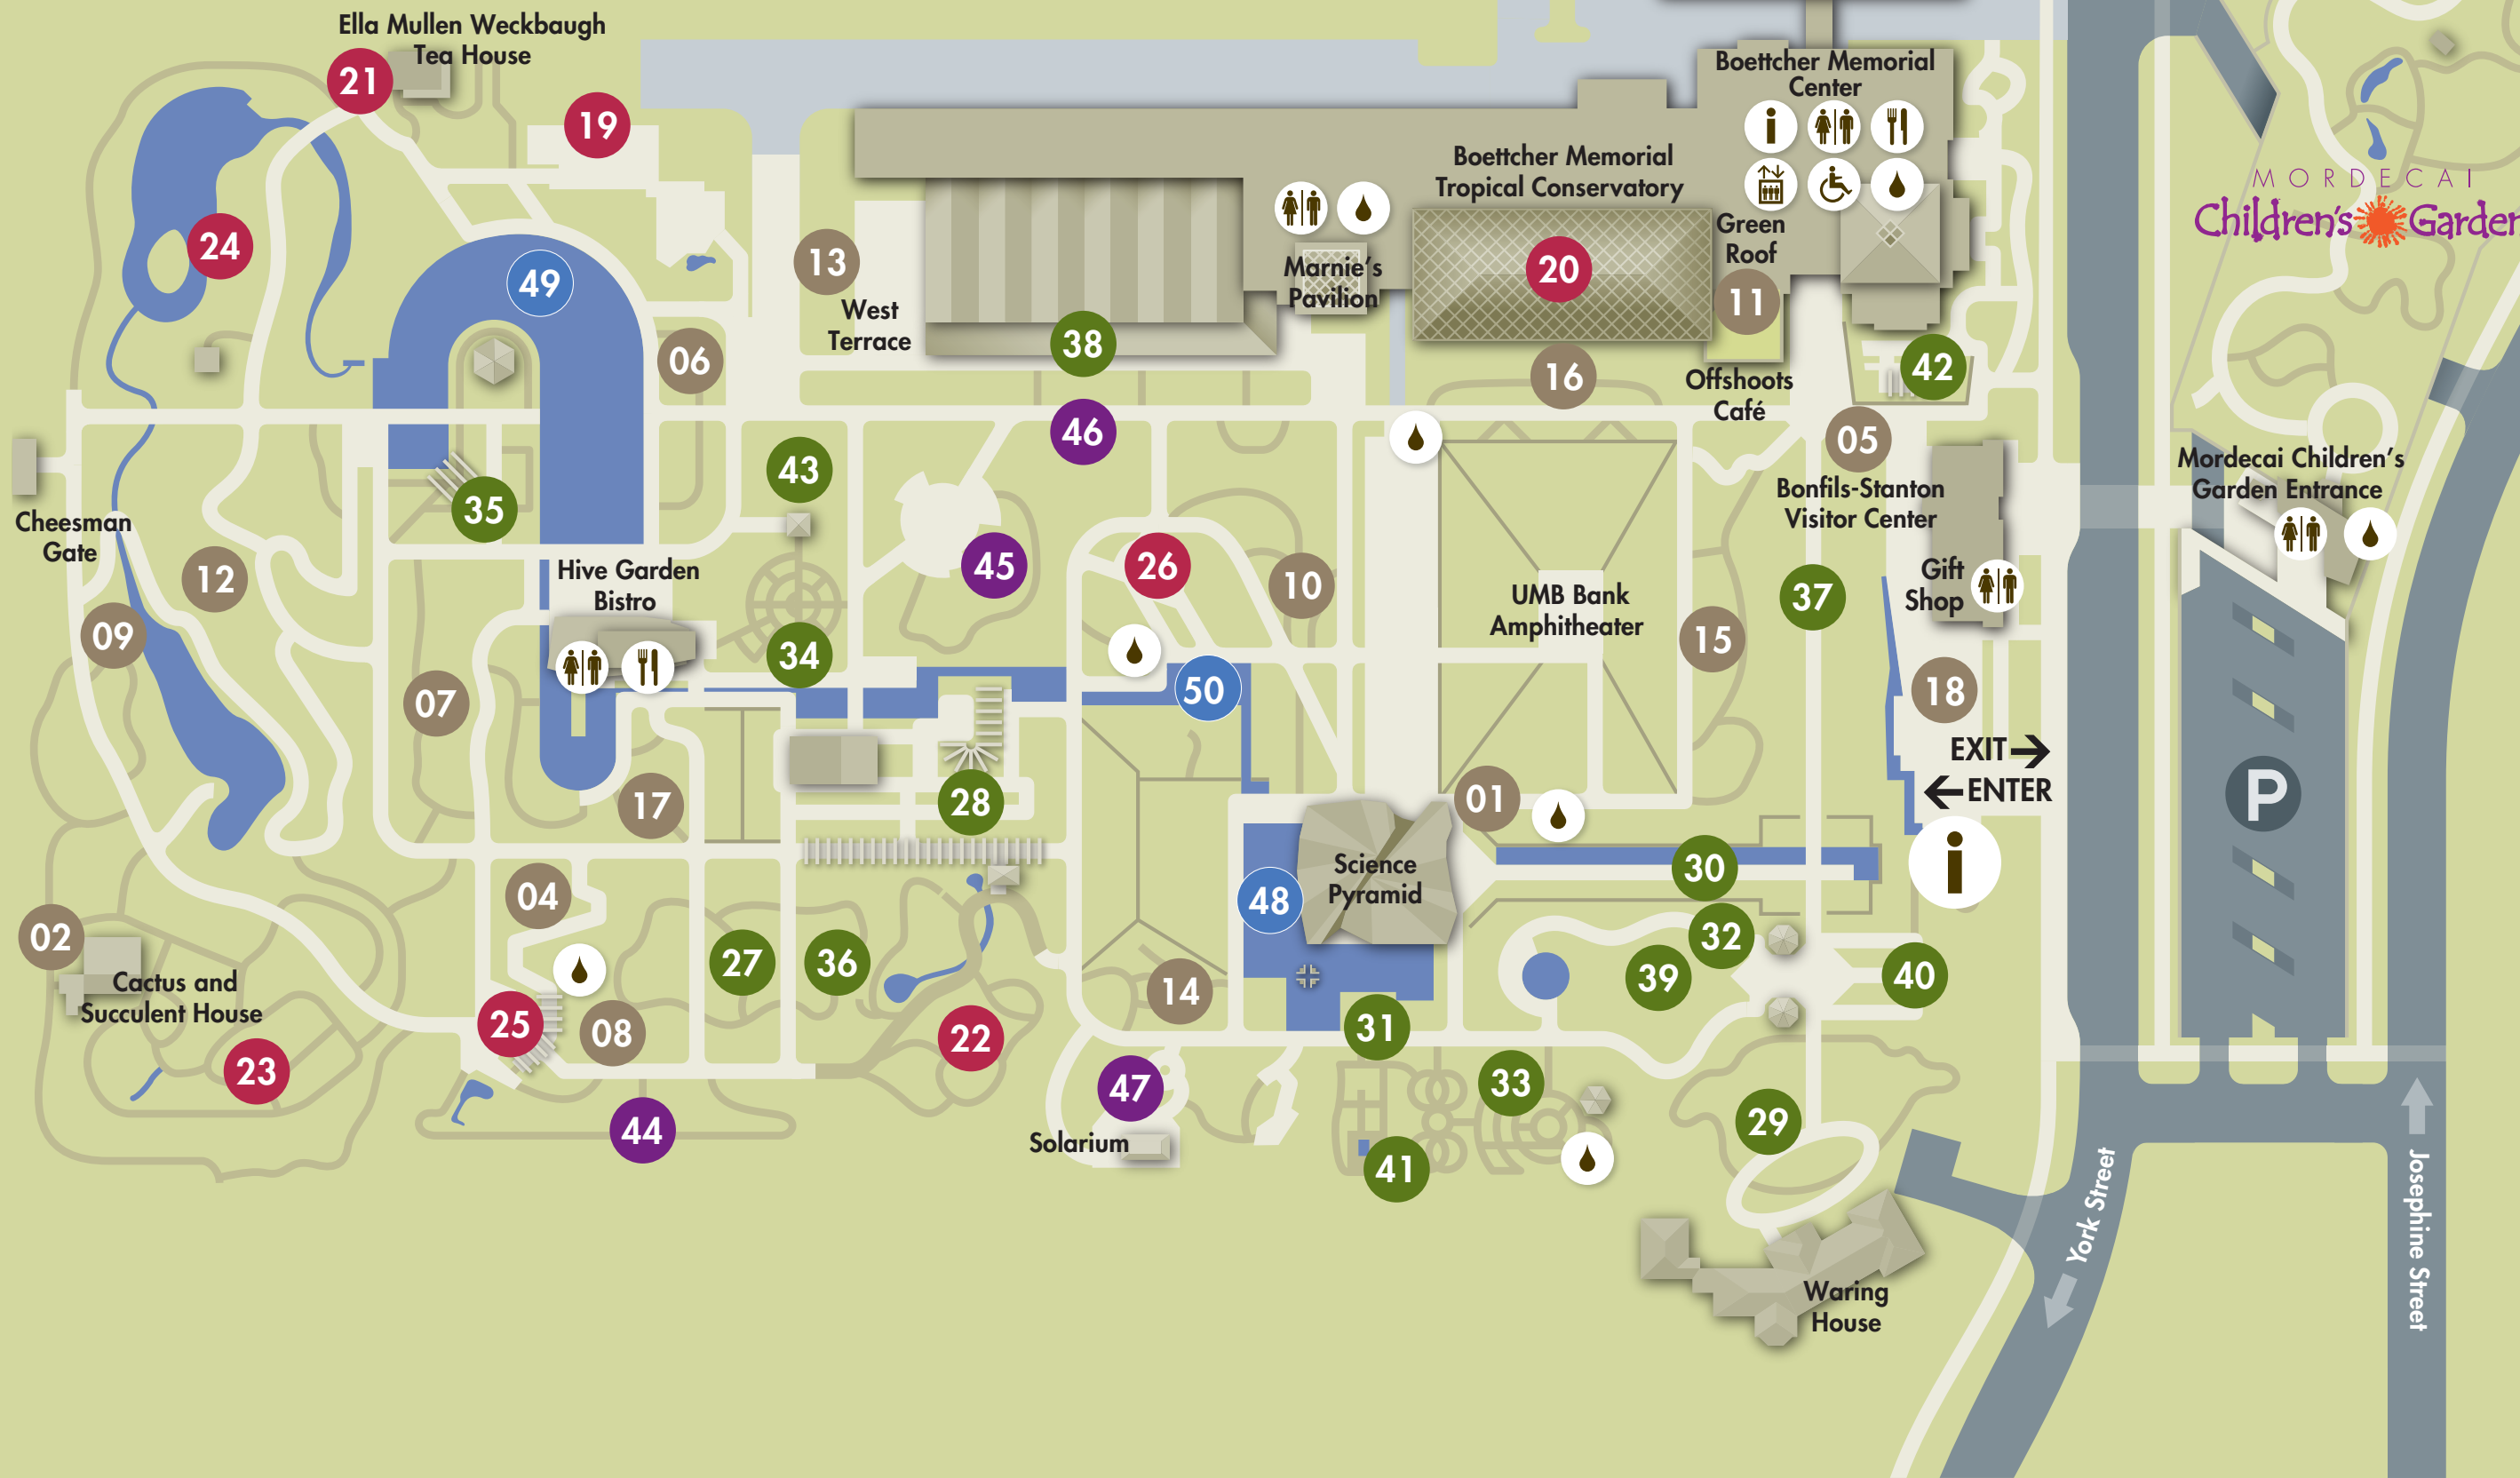 Ella Mullen Weckbaugh
Tea House
21
19
Boettcher Memorial
Center
Boettcher Memorial
Tropical Conservatory
MORDECAI
Children's Garden
24
49
13
West
Terrace
06
38
Marnie's
Pavilion
20
Green
Roof
11
16
Offshoots
Café
42
46
43
05
Bonfils-Stanton
Visitor Center
Mordecai Children's
Garden Entrance
35
Cheesman
Gate
12
09
Hive Garden
Bistro
45
26
10
UMB Bank
Amphitheater
15
37
Gift
Shop
34
07
50
18
EXIT
ENTER
P
17
28
01
Science
Pyramid
48
30
04
02
Cactus and
Succulent House
27
36
32
39
40
14
25
08
22
31
23
44
47
Solarium
33
41
29
York Street
Josephine Street
Waring
House